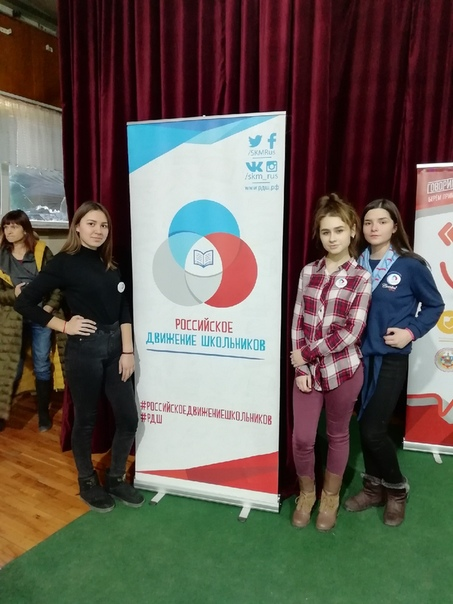 /SKMRus
/skm_rus
www.рдш.рф
РОССИЙСКОЕ
ДВИЖЕНИЕ ШКОЛЬНИКОВ
#РОССИЙСКОЕДВИЖЕНИЕШКОЛЬНИКОВ
#РДШ